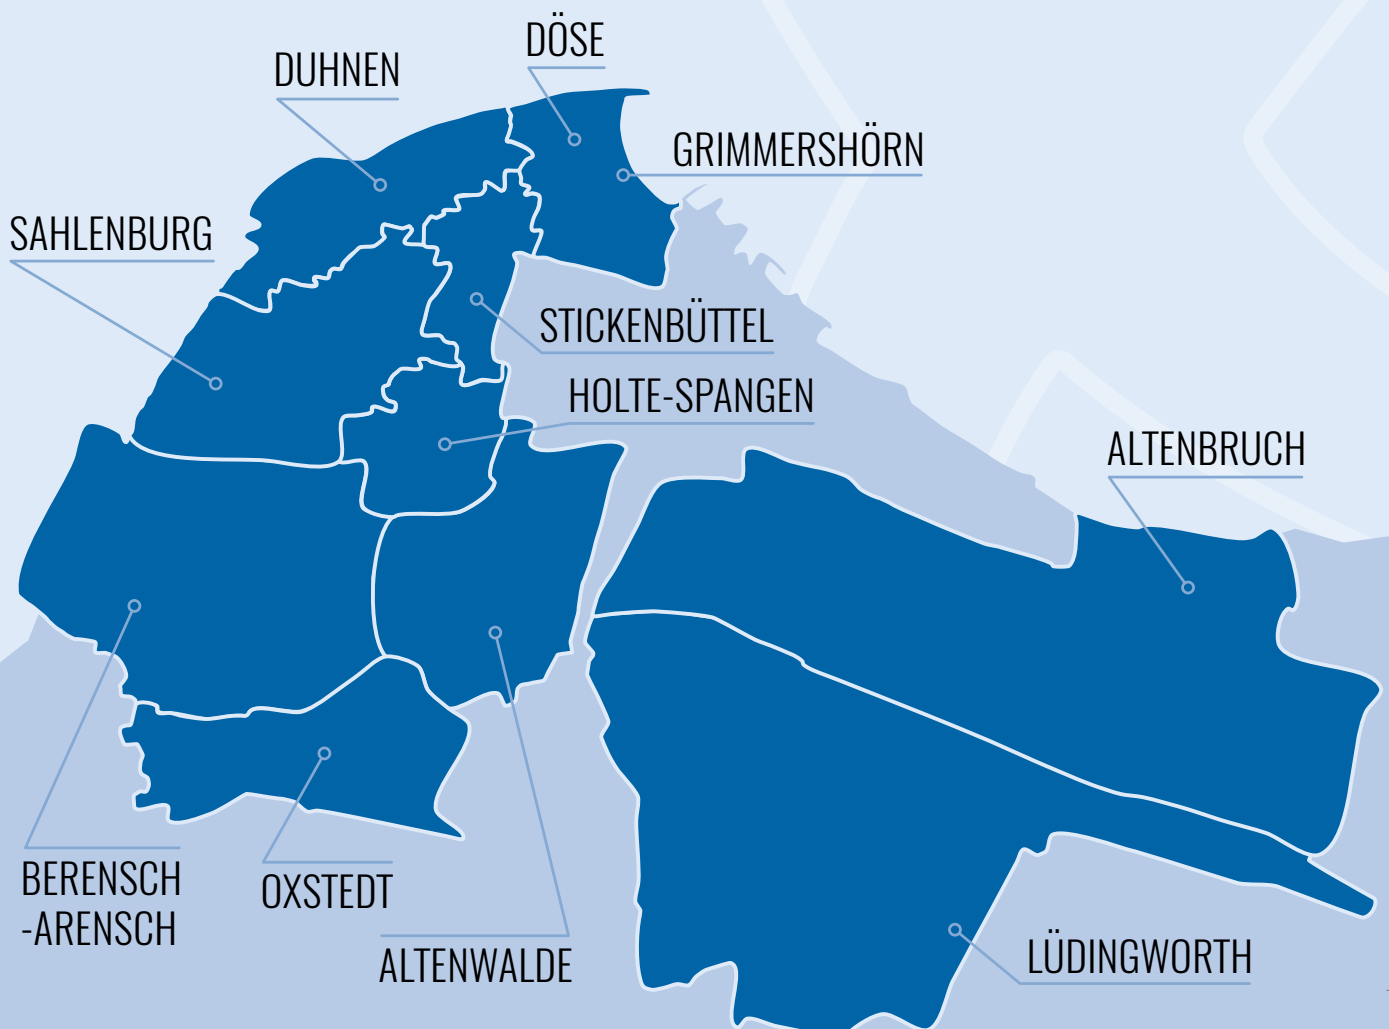 DÖSE
DUHNEN
GRIMMERSHÖRN
SAHLENBURG
STICKENBÜTTEL
HOLTE-SPANGEN
ALTENBRUCH
BERENSCH
-ARENSCH
OXSTEDT
ALTENWALDE
LÜDINGWORTH